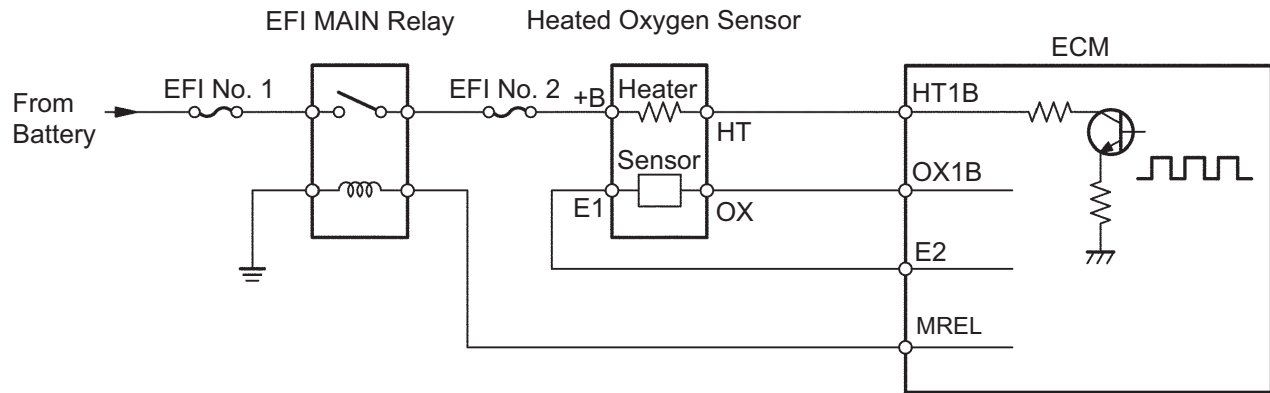 EFI MAIN Relay
Heated Oxygen Sensor
ECM
From
Battery
EFI No. 1
EFI No. 2
+B
Heater
HT
HT1B
Sensor
E1
OX
OX1B
E2
MREL